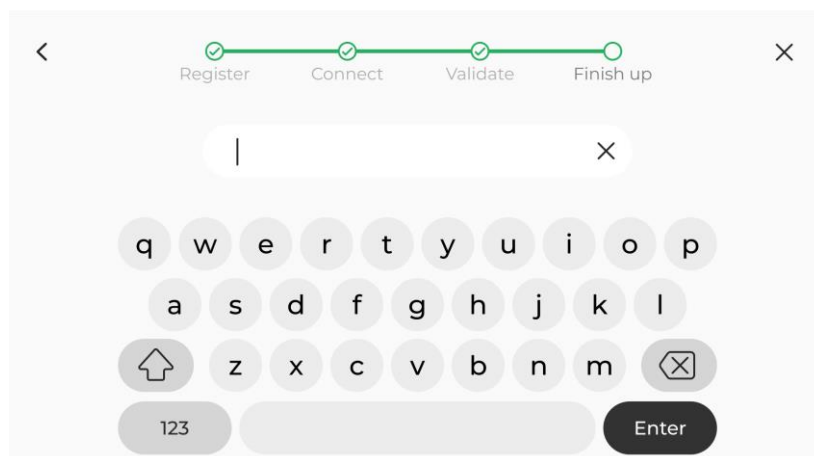 Register Connect Validate Finish up
q w e r t y u i o p
a s d f g h j k l
z x c v b n m
123 Enter